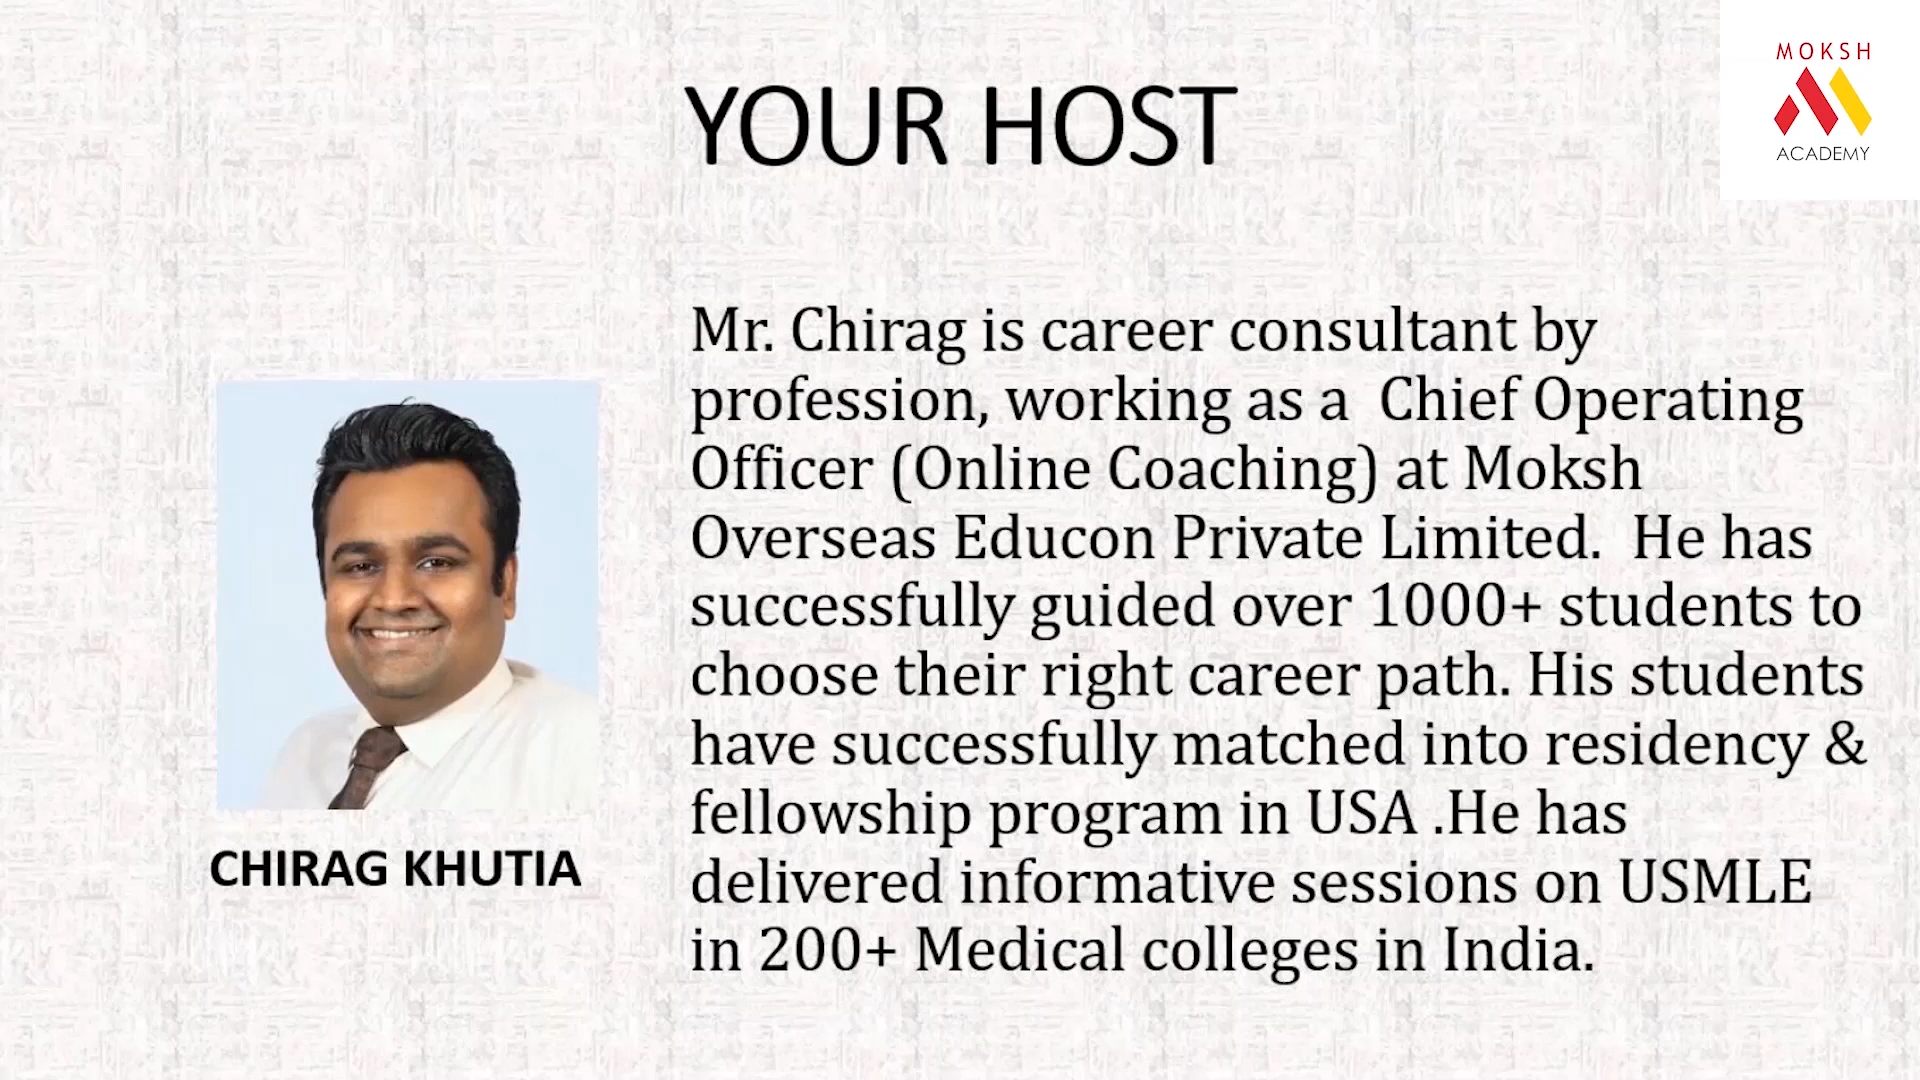 MOKSH
ACADEMY
YOUR HOST
Mr. Chirag is career consultant by
profession, working as a  Chief Operating
Officer (Online Coaching) at Moksh
Overseas Educon Private Limited.  He has
successfully guided over 1000+ students to
choose their right career path. His students
have successfully matched into residency &
fellowship program in USA .He has
delivered informative sessions on USMLE
in 200+ Medical colleges in India.
CHIRAG KHUTIA